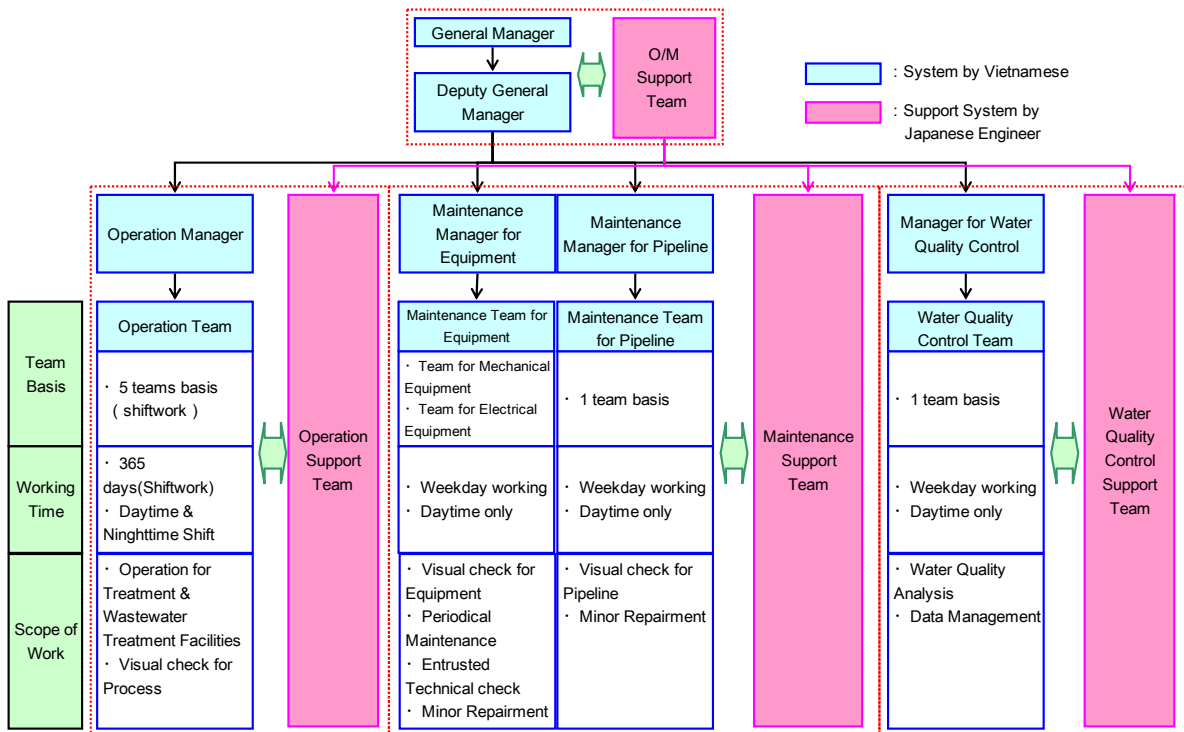 General Manager
Deputy General
Manager
O/M
Support
Team
: System by Vietnamese
: Support System by
Japanese Engineer
Operation Manager
Maintenance
Manager for
Equipment
Maintenance
Manager for Pipeline
Manager for Water
Quality Control
Operation
Support
Team
Maintenance
Support
Team
Water
Quality
Control
Support
Team
Operation Team
Maintenance Team for
Equipment
Maintenance Team
for Pipeline
Water Quality
Control Team
Team
Basis
・ 5 teams basis
( shiftwork )
・ Team for Mechanical
Equipment
・ Team for Electrical
Equipment
・ 1 team basis
・ 1 team basis
Working
Time
・ 365
days(Shiftwork)
・ Daytime &
Ninghttime Shift
・ Weekday working
・ Daytime only
・ Weekday working
・ Daytime only
・ Weekday working
・ Daytime only
Scope of
Work
・ Operation for
Treatment &
Wastewater
Treatment Facilities
・ Visual check for
Process
・ Visual check for
Equipment
・ Periodical
Maintenance
・ Entrusted
Technical check
・ Minor Repairment
・ Visual check for
Pipeline
・ Minor Repairment
・ Water Quality
Analysis
・ Data Management